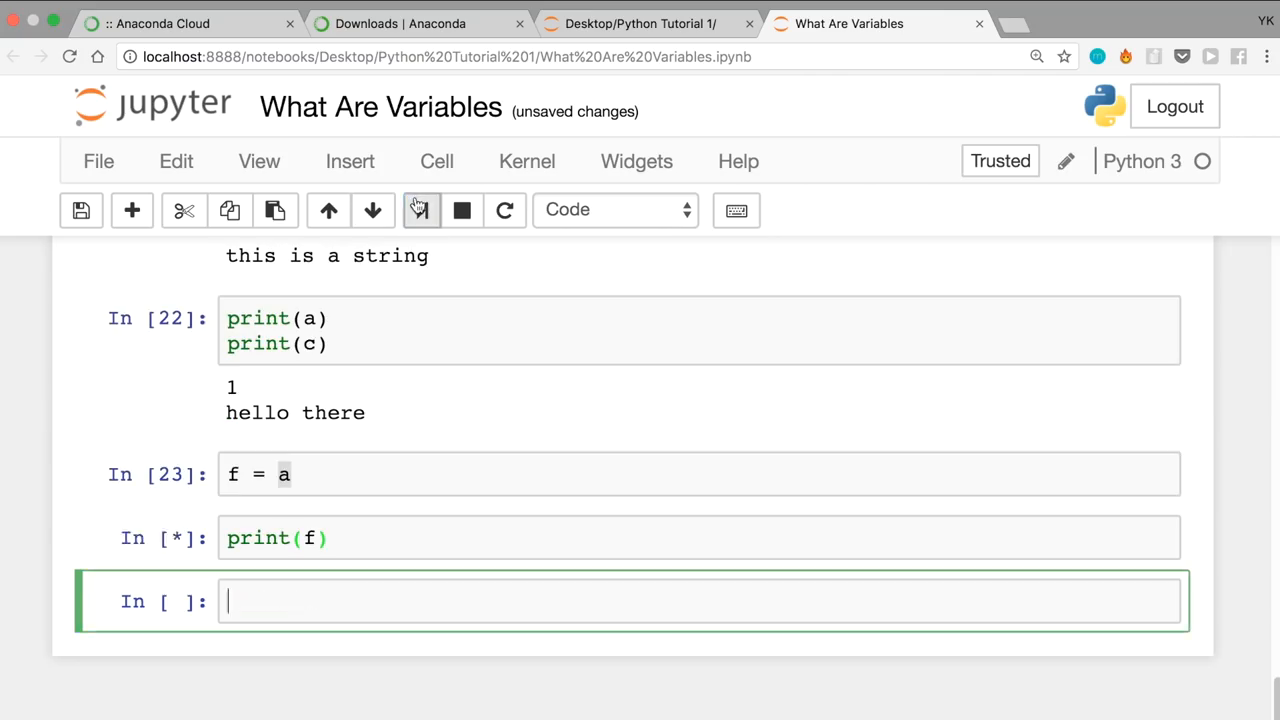 :: Anaconda Cloud
Downloads | Anaconda
Desktop/Python Tutorial 1/
What Are Variables
YK
localhost:8888/notebooks/Desktop/Python%20Tutorial%201/What%20Are%20Variables.ipynb
jupyter What Are Variables (unsaved changes)
Logout
File Edit View Insert Cell Kernel Widgets Help
Trusted
Python 3
Code
this is a string
In [22]: print(a)
print(c)
1
hello there
In [23]: f = a
In [*]: print(f)
In [ ]: